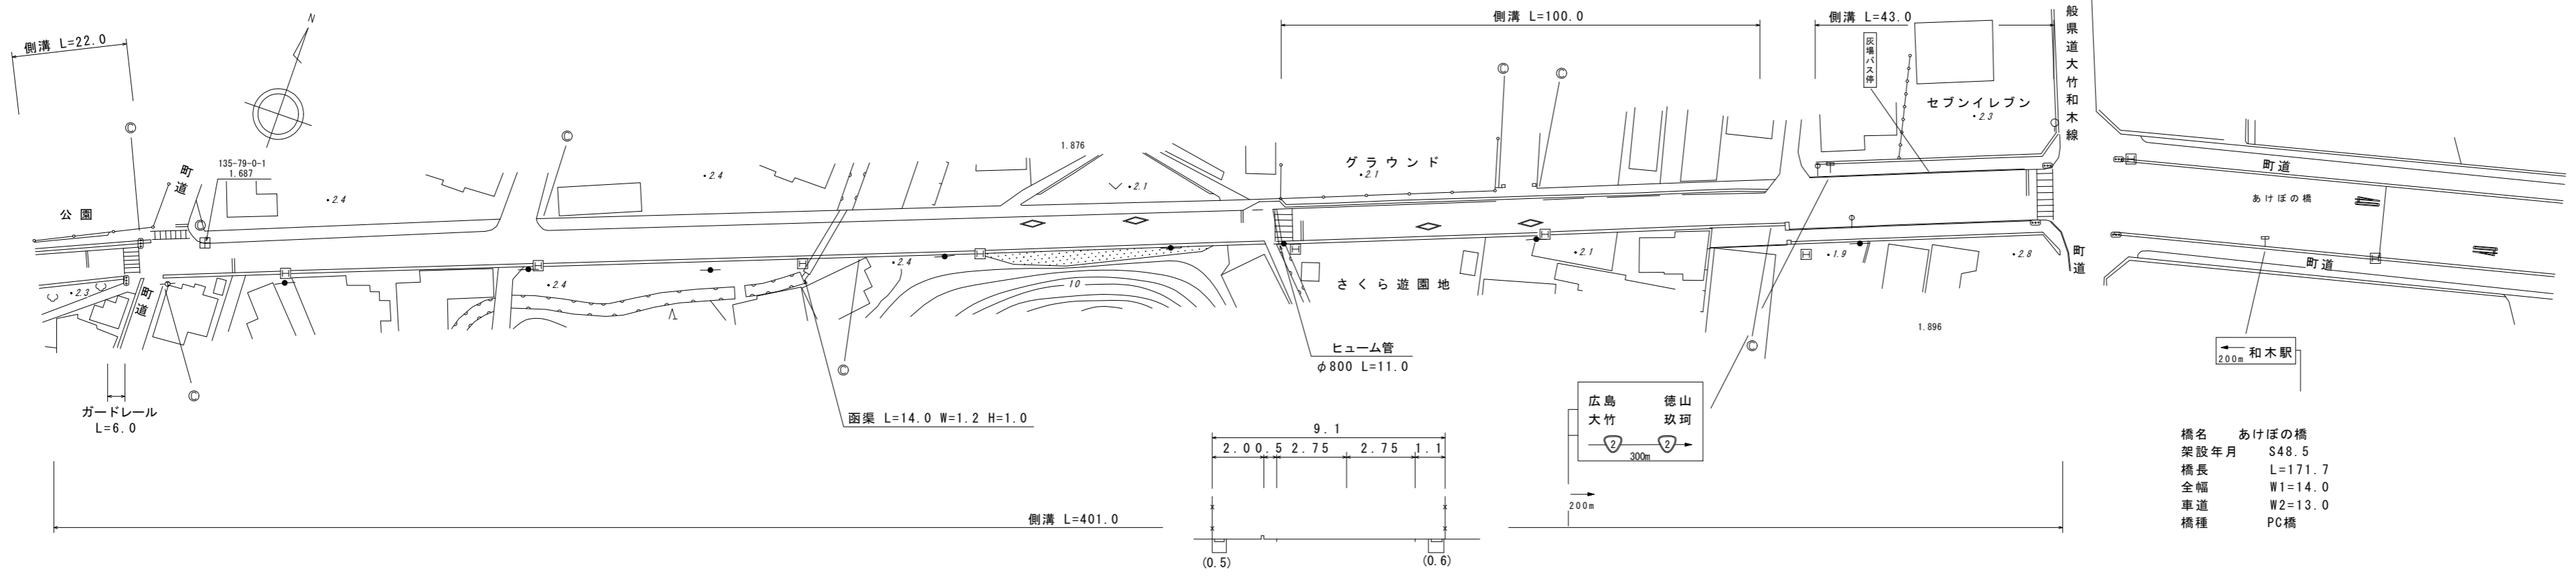 側溝 L=22.0
N
側溝 L=100.0
側溝 L=43.0
般県道大竹和木線
灰場バス停
セブンイレブン
・2.3
Ⓒ
Ⓒ
Ⓒ
Ⓒ
町道
135-79-0-1
1.687
・2.4
・2.4
1.876
・2.1
グラウンド
・2.1
町道
あけぼの橋
公園
H
H
H
H
H
H
H
H
H
・2.3
町道
・2.4
・2.4
10
さくら遊園地
・2.1
・1.9
・2.8
町道
町道
1.896
Ⓒ
Ⓒ
Ⓒ
ガードレール
L=6.0
函渠 L=14.0 W=1.2 H=1.0
ヒューム管
φ800 L=11.0
200m 和木駅
広島 徳山
大竹 玖珂
2 2
300m
200m
9.1
2.00.5 2.75 2.75 1.1
(0.5) (0.6)
側溝 L=401.0
橋名 あけぼの橋
架設年月 S48.5
橋長 L=171.7
全幅 W1=14.0
車道 W2=13.0
橋種 PC橋